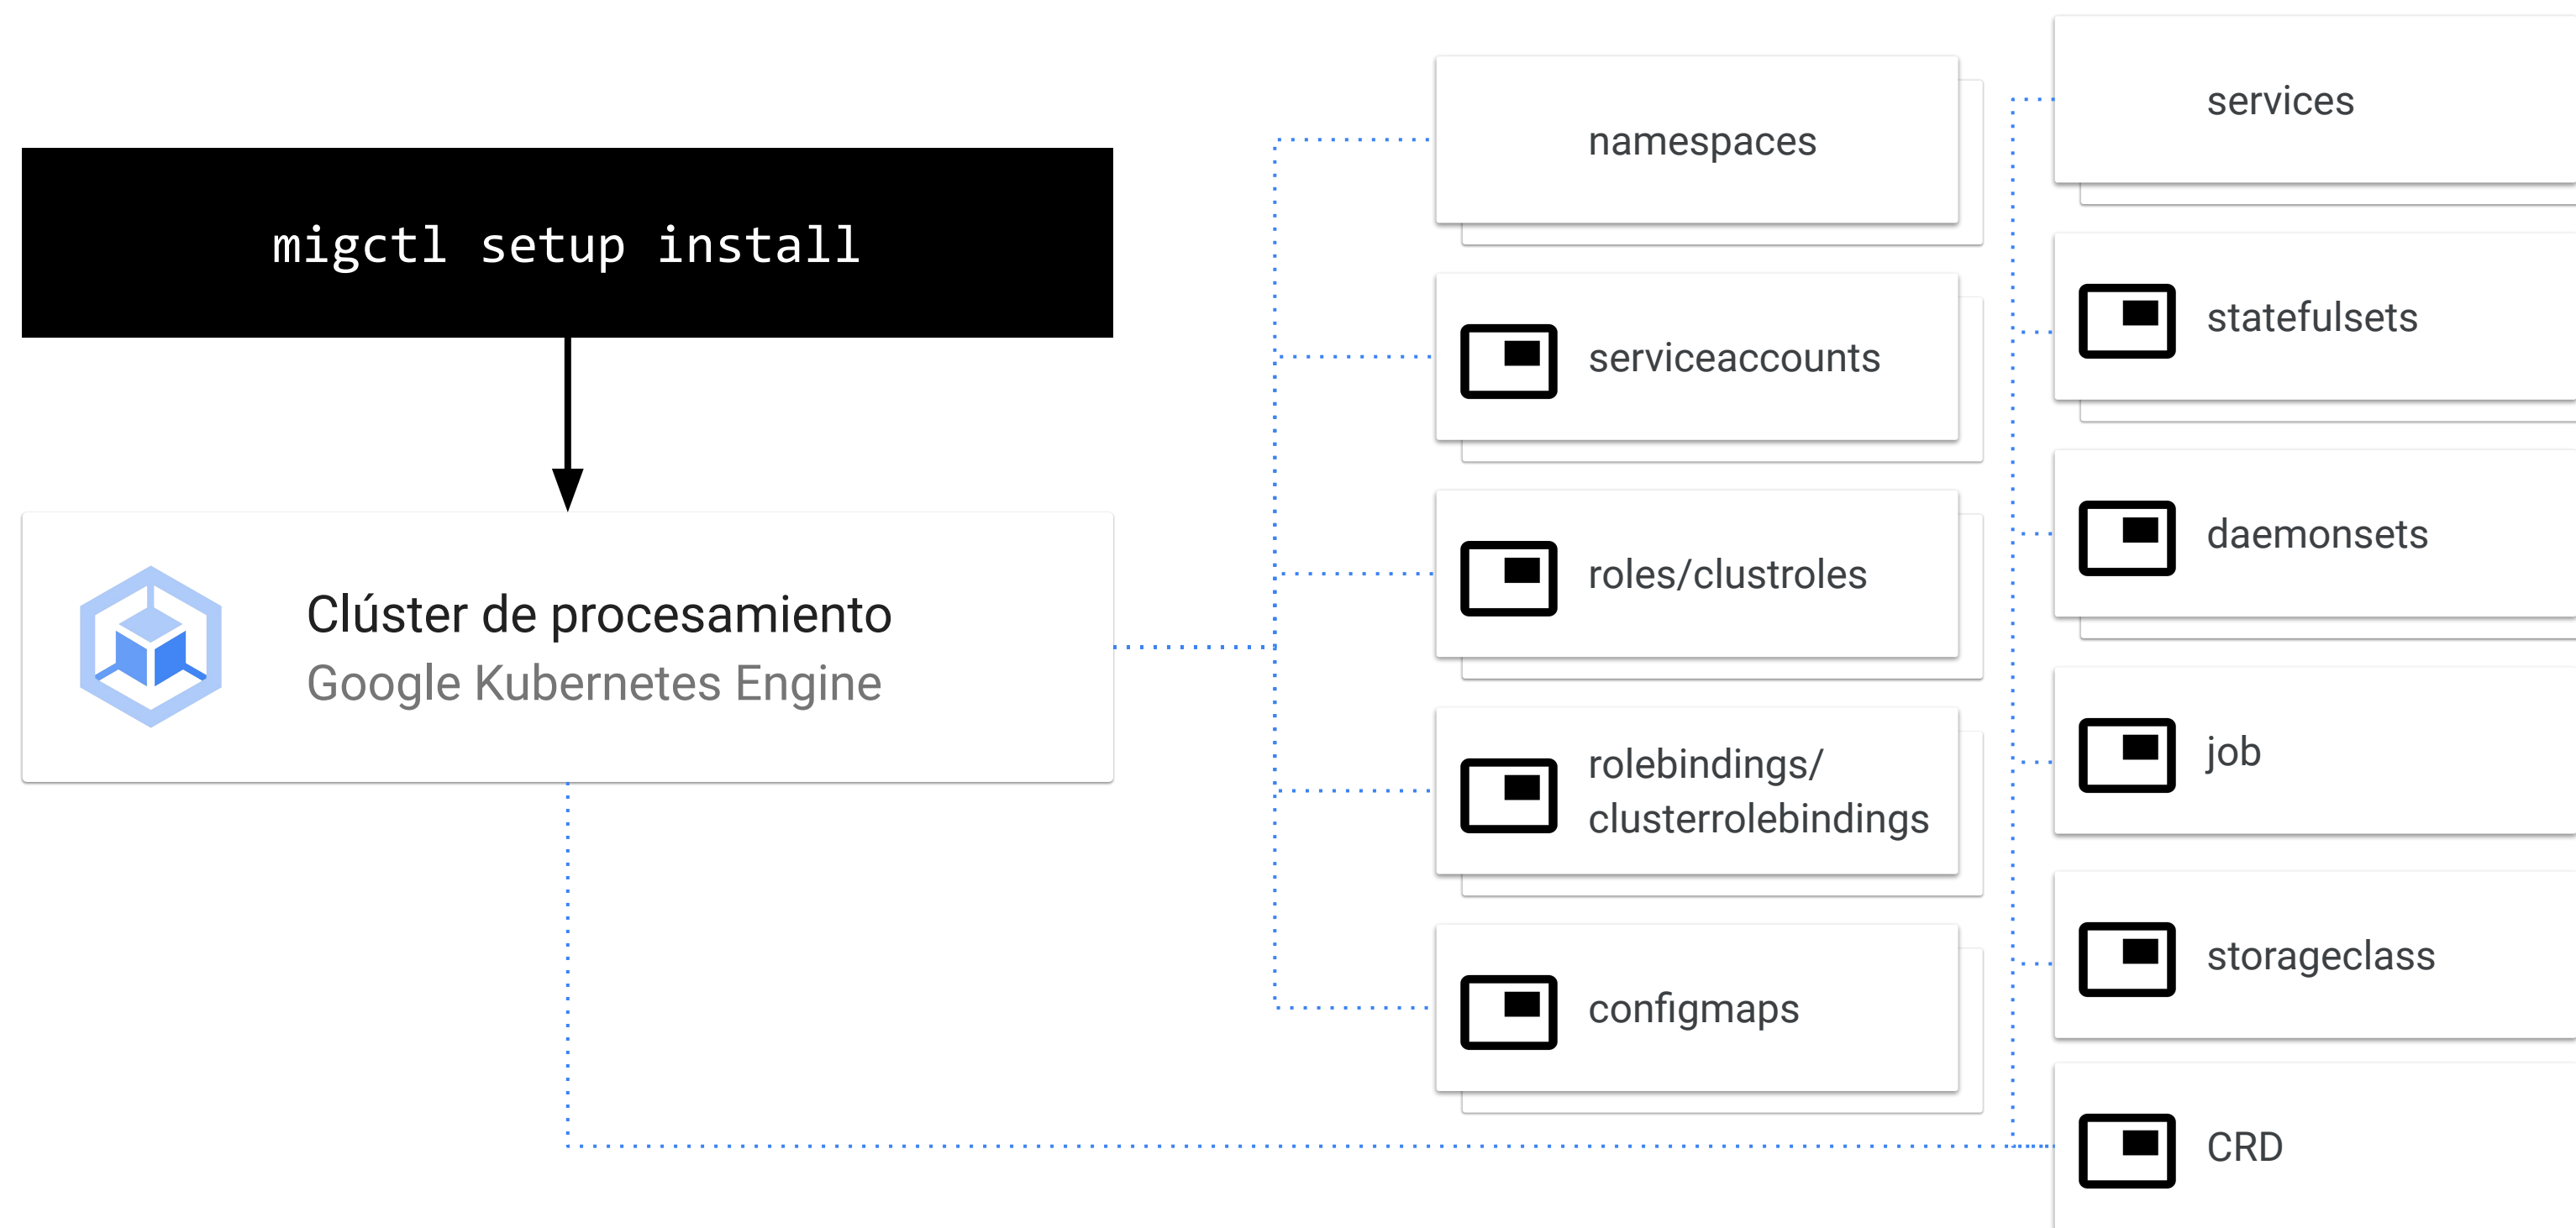 migctl setup install
Clúster de procesamiento
Google Kubernetes Engine
namespaces
serviceaccounts
roles/clustroles
rolebindings/
clusterrolebindings
configmaps
services
statefulsets
daemonsets
job
storageclass
CRD